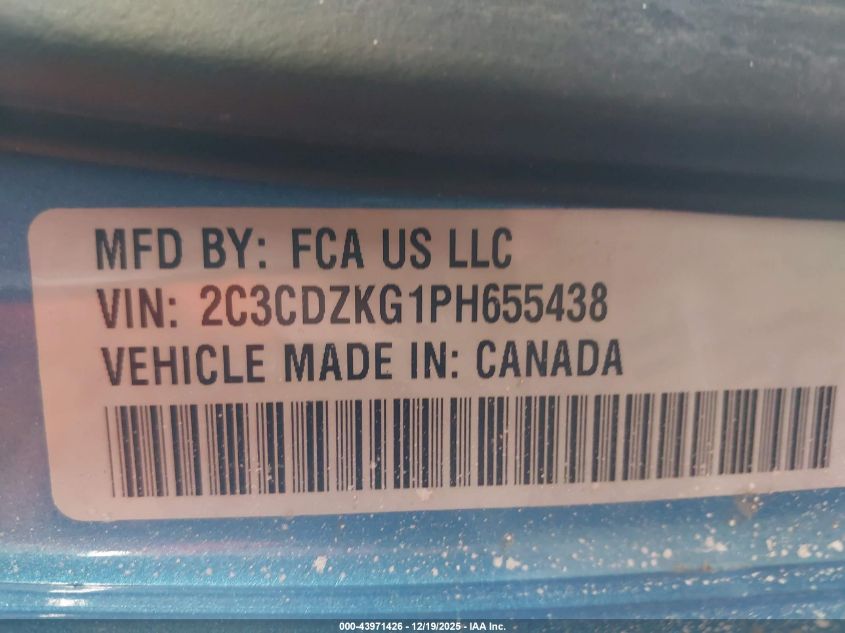 MFD BY: FCA US LLC
VIN: 2C3CDZKG1PH655438
VEHICLE MADE IN: CANADA
000-43971426 - 12/19/2025 - IAA Inc.